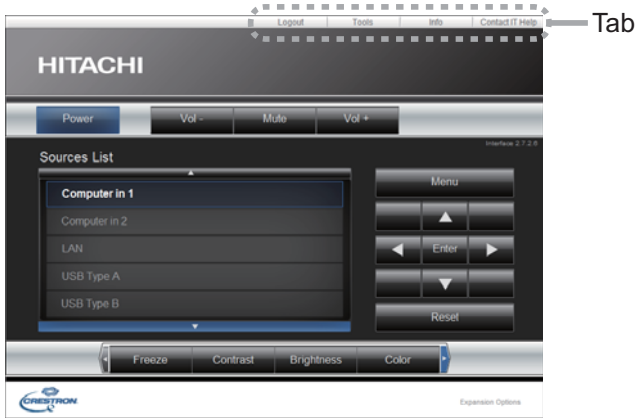 Logout Tools Info Contact IT Help
Tab
HITACHI
Power Vol - Mute Vol +
Interface 2.7.2.6
Sources List
Menu
Computer in 1
Computer in 2
LAN
Enter
USB Type A
USB Type B
Reset
Freeze Contrast Brightness Color
CRESTRON
Expansion Options